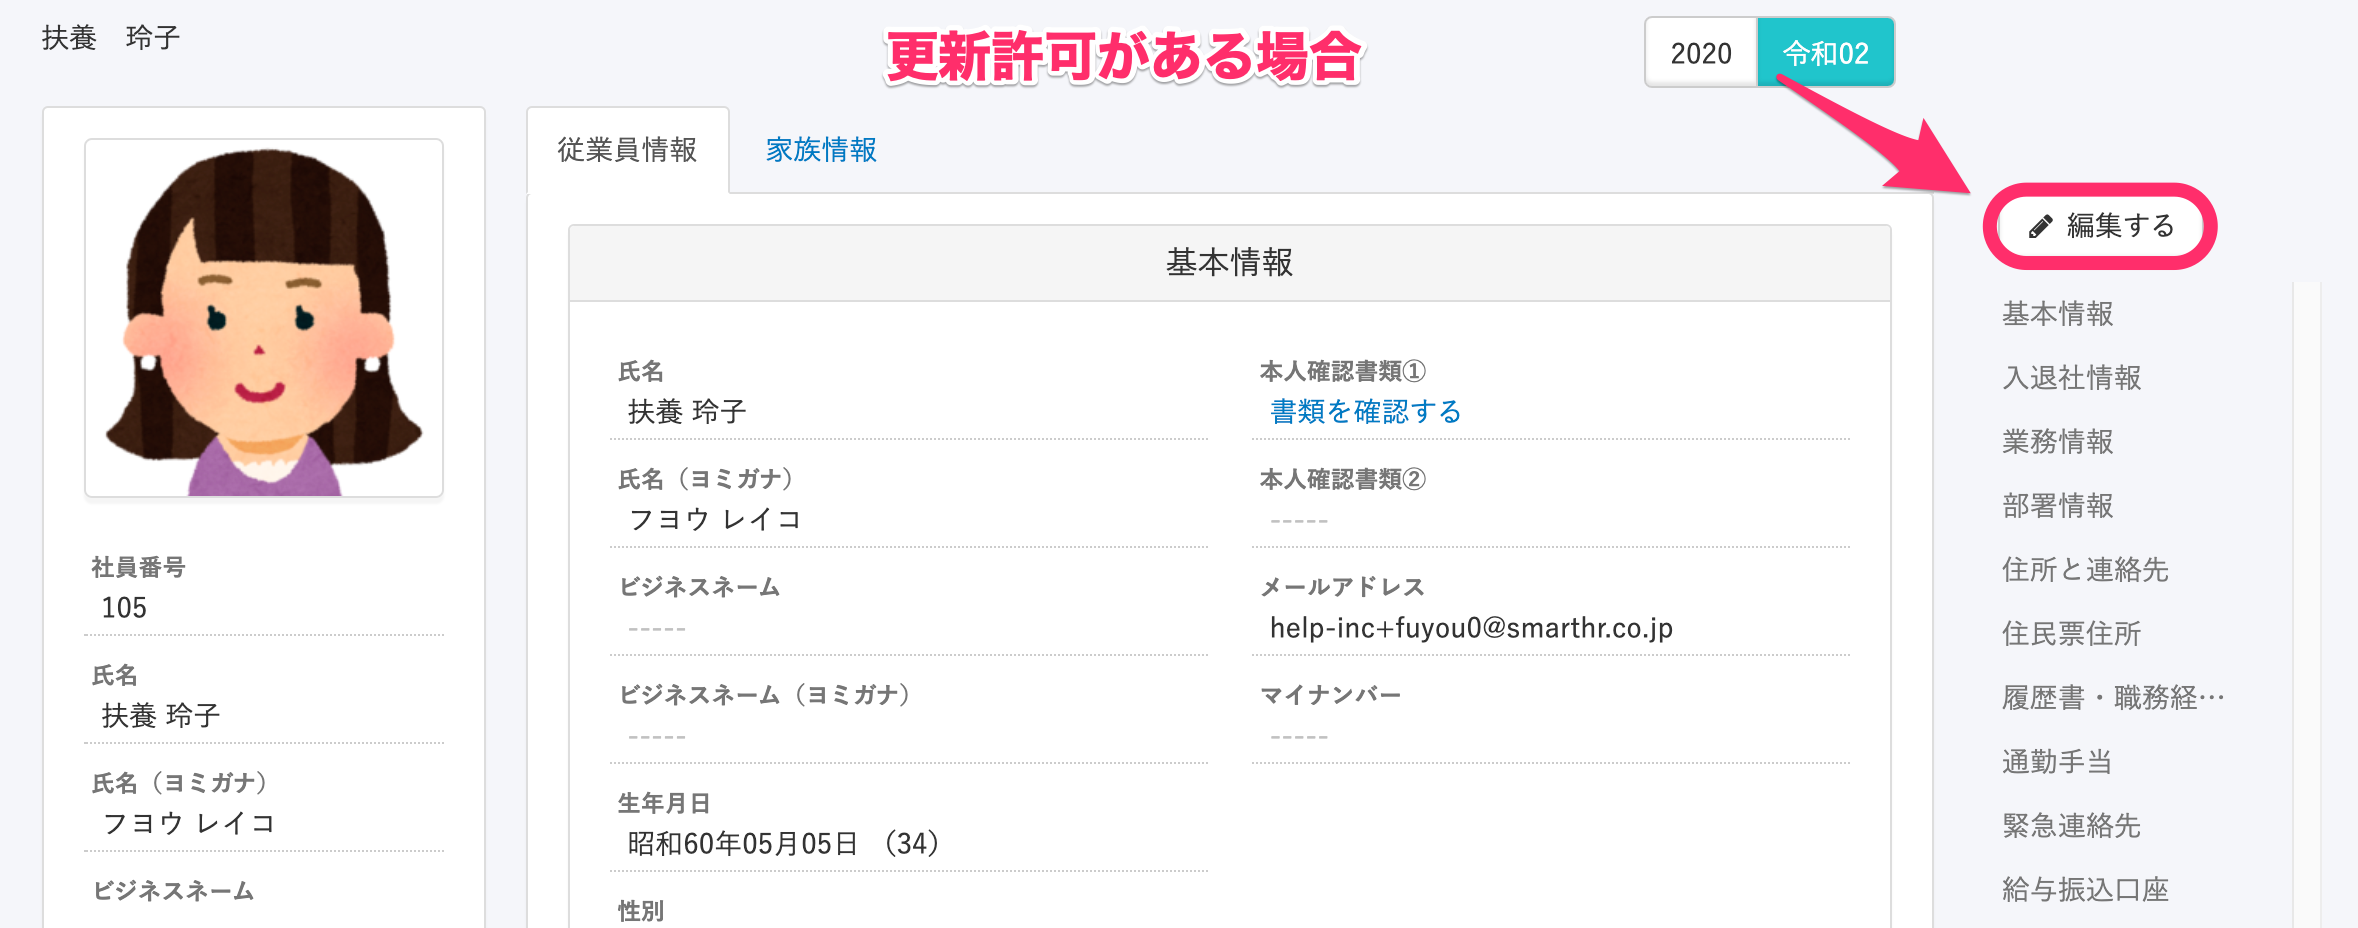 扶養　玲子
更新許可がある場合
2020 令和02
従業員情報 家族情報
編集する
社員番号
105
氏名
扶養 玲子
氏名（ヨミガナ）
フヨウ レイコ
ビジネスネーム
基本情報
氏名
扶養 玲子
氏名（ヨミガナ）
フヨウ レイコ
ビジネスネーム
-----
ビジネスネーム（ヨミガナ）
-----
生年月日
昭和60年05月05日 （34）
性別
本人確認書類①
書類を確認する
本人確認書類②
-----
メールアドレス
help-inc+fuyou0@smarthr.co.jp
マイナンバー
-----
基本情報
入退社情報
業務情報
部署情報
住所と連絡先
住民票住所
履歴書・職務経…
通勤手当
緊急連絡先
給与振込口座